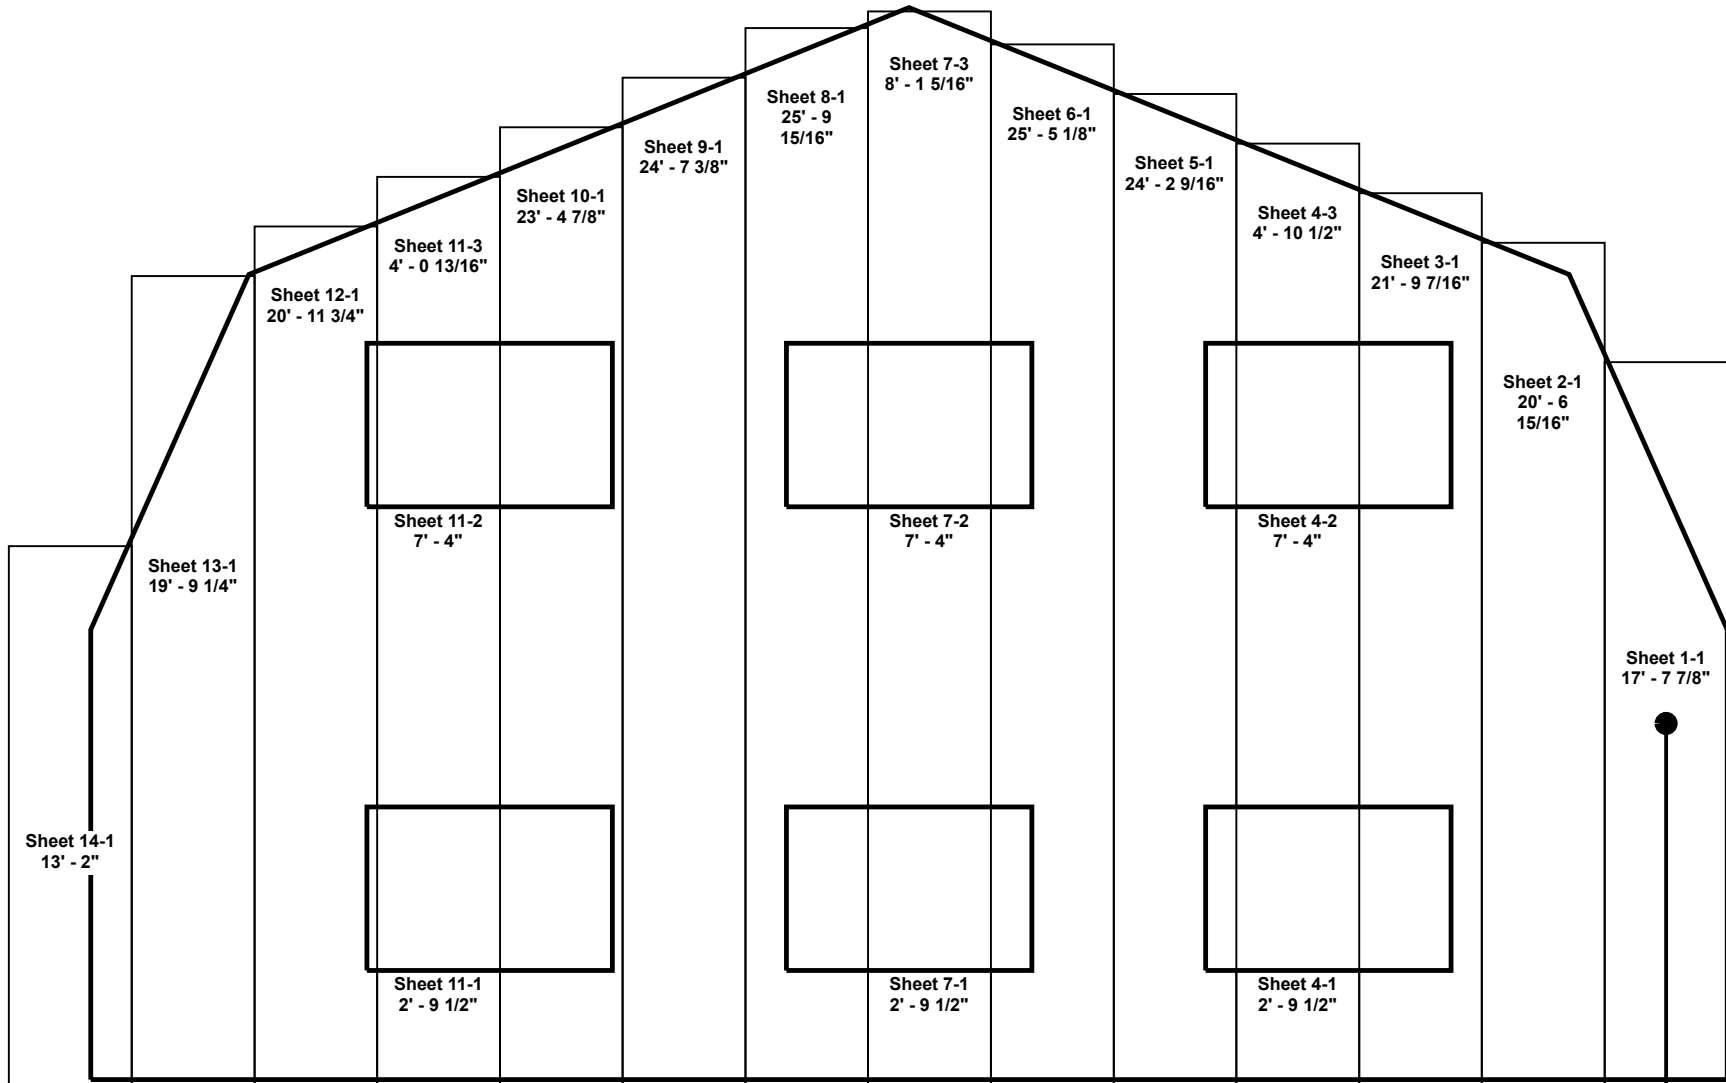 Sheet 7-3
8' - 1 5/16"
Sheet 8-1
25' - 9
15/16"
Sheet 6-1
25' - 5 1/8"
Sheet 9-1
24' - 7 3/8"
Sheet 5-1
24' - 2 9/16"
Sheet 10-1
23' - 4 7/8"
Sheet 4-3
4' - 10 1/2"
Sheet 11-3
4' - 0 13/16"
Sheet 3-1
21' - 9 7/16"
Sheet 12-1
20' - 11 3/4"
Sheet 2-1
20' - 6
15/16"
Sheet 11-2
7' - 4"
Sheet 7-2
7' - 4"
Sheet 4-2
7' - 4"
Sheet 13-1
19' - 9 1/4"
Sheet 1-1
17' - 7 7/8"
Sheet 14-1
13' - 2"
Sheet 11-1
2' - 9 1/2"
Sheet 7-1
2' - 9 1/2"
Sheet 4-1
2' - 9 1/2"